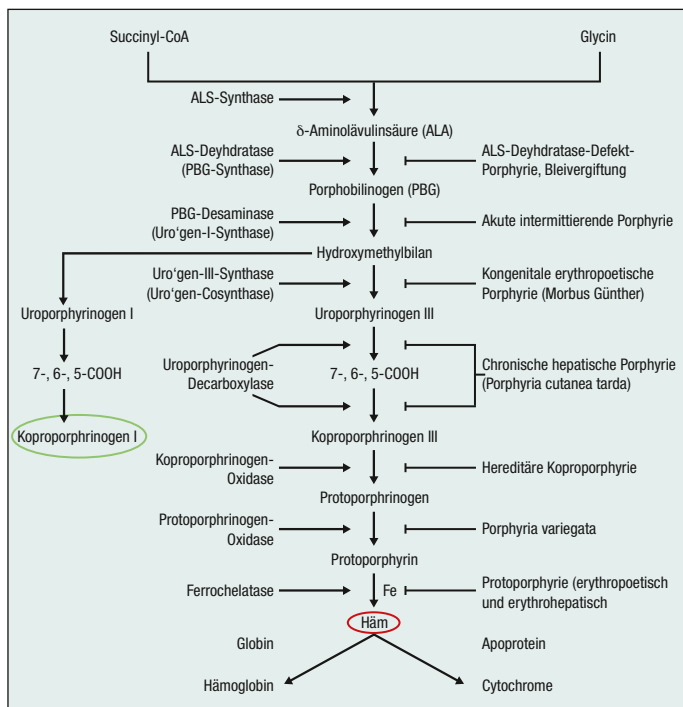 Succinyl-CoA
Glycin
ALS-Synthase
δ-Aminolävulinsäure (ALA)
ALS-Deyhdratase
(PBG-Synthase)
ALS-Deyhdratase-Defekt-
Porphyrie, Bleivergiftung
Porphobilinogen (PBG)
PBG-Desaminase
(Uro‘gen-I-Synthase)
Akute intermittierende Porphyrie
Hydroxymethylbilan
Uro‘gen-III-Synthase
(Uro‘gen-Cosynthase)
Kongenitale erythropoetische
Porphyrie (Morbus Günther)
Uroporphyrinogen I
Uroporphyrinogen III
Uroporphyrinogen-
Decarboxylase
7-, 6-, 5-COOH
7-, 6-, 5-COOH
Chronische hepatische Porphyrie
(Porphyria cutanea tarda)
Koproporphrinogen I
Koproporphrinogen III
Koproporphrinogen-
Oxidase
Hereditäre Koproporphyrie
Protoporphrinogen
Protoporphrinogen-
Oxidase
Porphyria variegata
Protoporphyrin
Ferrochelatase
Fe
Protoporphyrie (erythropoetisch
und erythrohepatisch
Häm
Globin
Apoprotein
Hämoglobin
Cytochrome